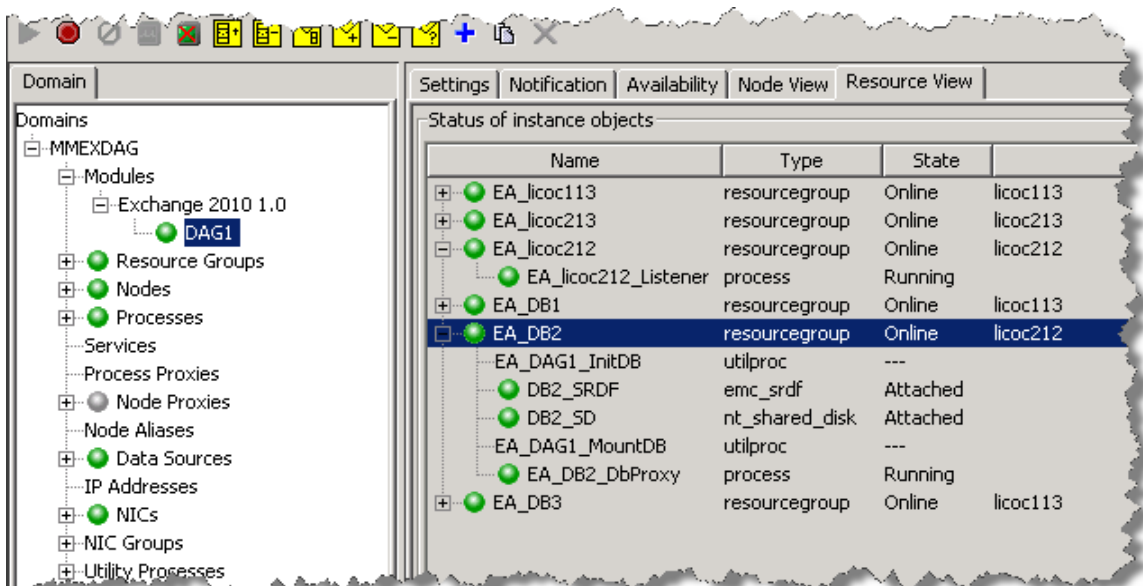 Domain
Settings Notification Availability Node View Resource View
Domains
MMEXDAG
Modules
Exchange 2010 1.0
DAG1
Resource Groups
Nodes
Processes
Services
Process Proxies
Node Proxies
Node Aliases
Data Sources
IP Addresses
NICs
NIC Groups
Utility Processes
Status of instance objects
Name Type State
EA_licoc113 resourcegroup Online licoc113
EA_licoc213 resourcegroup Online licoc213
EA_licoc212 resourcegroup Online licoc212
EA_licoc212_Listener process Running
EA_DB1 resourcegroup Online licoc113
EA_DB2 resourcegroup Online licoc212
EA_DAG1_InitDB utilproc ---
DB2_SRDF emc_srdf Attached
DB2_SD nt_shared_disk Attached
EA_DAG1_MountDB utilproc ---
EA_DB2_DbProxy process Running
EA_DB3 resourcegroup Online licoc113